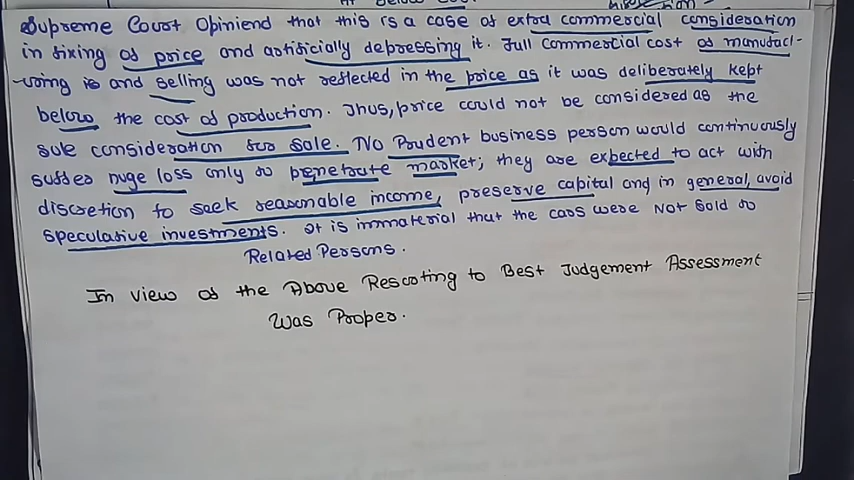 Supreme Court Opiniend that this is a case of extra commercial consideration
in fixing of price and artificially depressing it. Full commercial cost of manufact-
-uring is and selling was not reflected in the price as it was deliberately kept
below the cost of production. Thus, price could not be considered as the
sole consideration for sale. No Prudent business person would continuously
suffer huge loss only to penetrate market; they are expected to act with
discretion to seek reasonable income, preserve capital and in general, avoid
speculative investments. It is immaterial that the cars were Not Sold to
Related Persons.
In view of the Above Resorting to Best Judgement Assessment
Was Proper.